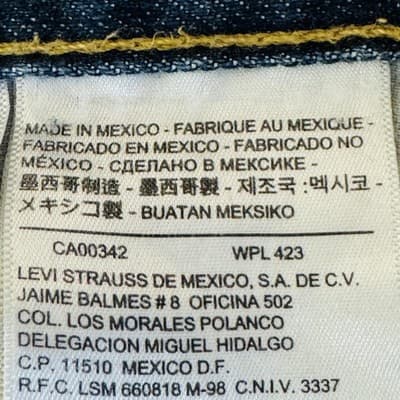 MADE IN MEXICO - FABRIQUE AU MEXIQUE -
FABRICADO EN MEXICO - FABRICADO NO
MÉXICO - СДЕЛАНО В МЕКСИКЕ -
墨西哥制造 - 墨西哥製 - 제조국 :멕시코 -
メキシコ製 - BUATAN MEKSIKO
CA00342 WPL 423
LEVI STRAUSS DE MEXICO, S.A. DE C.V.
JAIME BALMES # 8 OFICINA 502
COL. LOS MORALES POLANCO
DELEGACION MIGUEL HIDALGO
C.P. 11510 MEXICO D.F.
R.F.C. LSM 660818 M-98 C.N.I.V. 3337